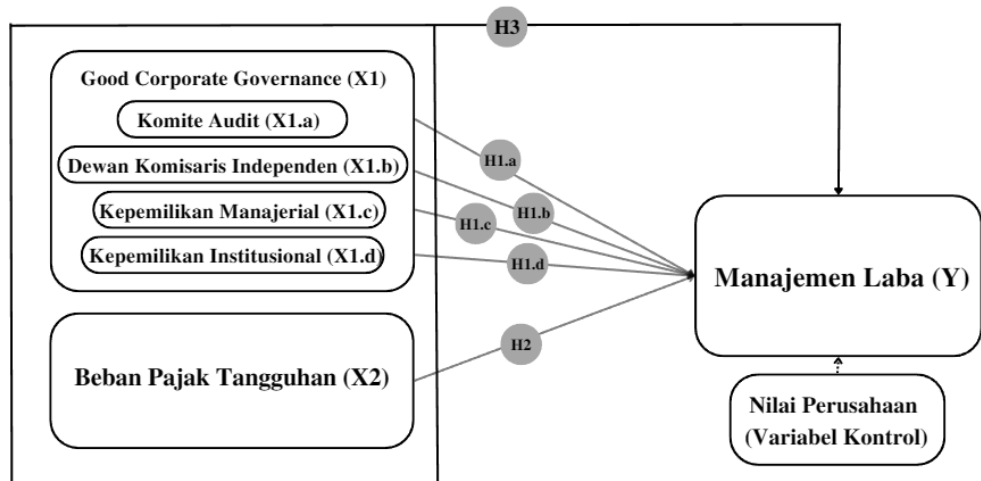 H3
Good Corporate Governance (X1)
Komite Audit (X1.a)
Dewan Komisaris Independen (X1.b)
Kepemilikan Manajerial (X1.c)
Kepemilikan Institusional (X1.d)
H1.a
H1.b
H1.c
H1.d
Beban Pajak Tangguhan (X2)
H2
Manajemen Laba (Y)
Nilai Perusahaan
(Variabel Kontrol)